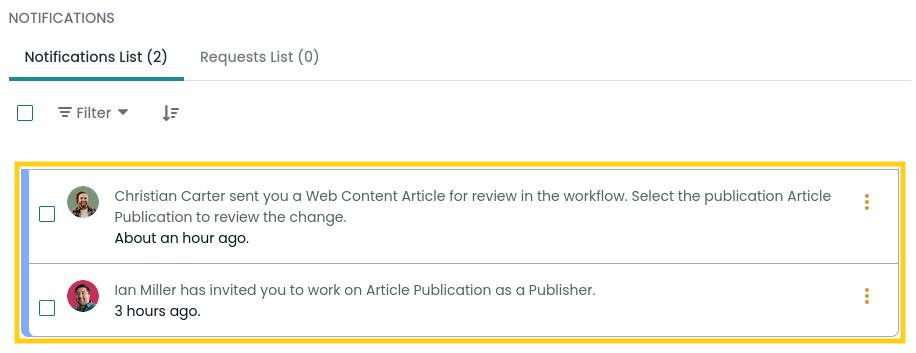 NOTIFICATIONS
Notifications List (2)
Requests List (0)
Filter
Christian Carter sent you a Web Content Article for review in the workflow. Select the publication Article
Publication to review the change.
About an hour ago.
Ian Miller has invited you to work on Article Publication as a Publisher.
3 hours ago.